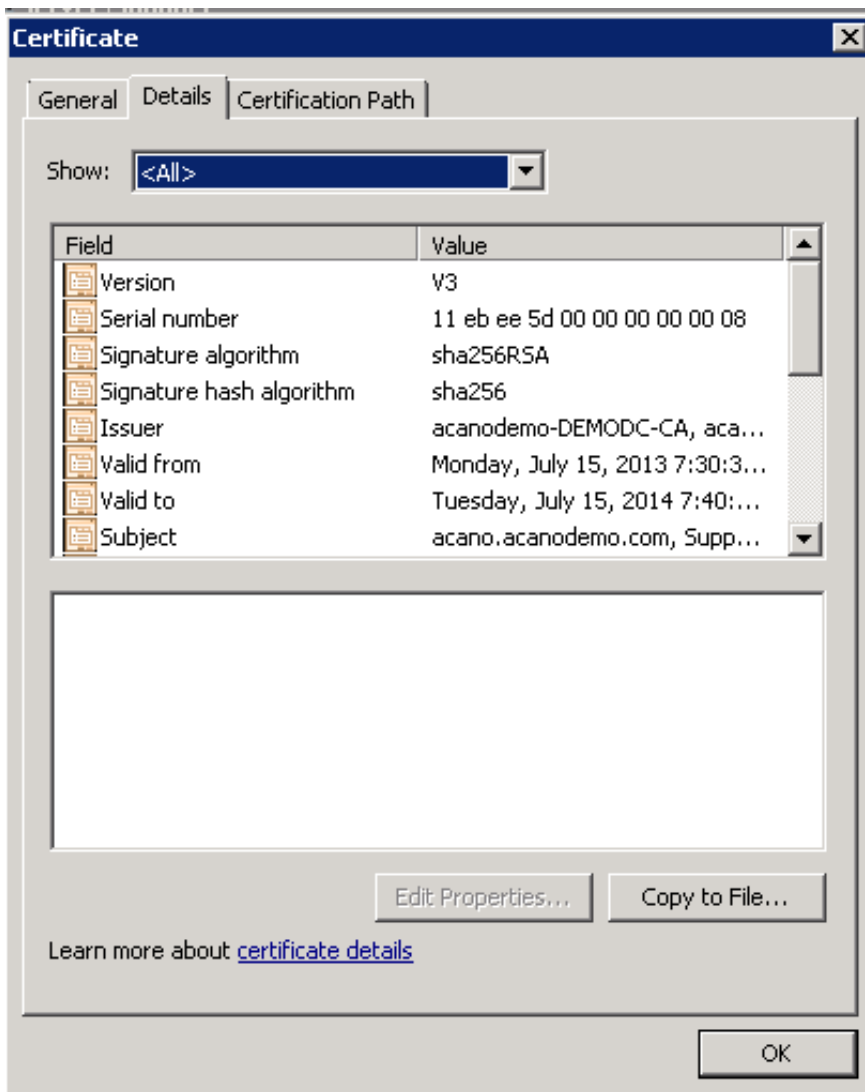 Certificate
General Details Certification Path
Show: <All>
Field Value
Version V3
Serial number 11 eb ee 5d 00 00 00 00 00 08
Signature algorithm sha256RSA
Signature hash algorithm sha256
Issuer acanodemo-DEMODC-CA, aca...
Valid from Monday, July 15, 2013 7:30:3...
Valid to Tuesday, July 15, 2014 7:40:...
Subject acano.acanodemo.com, Supp...
Edit Properties... Copy to File...
Learn more about certificate details
OK